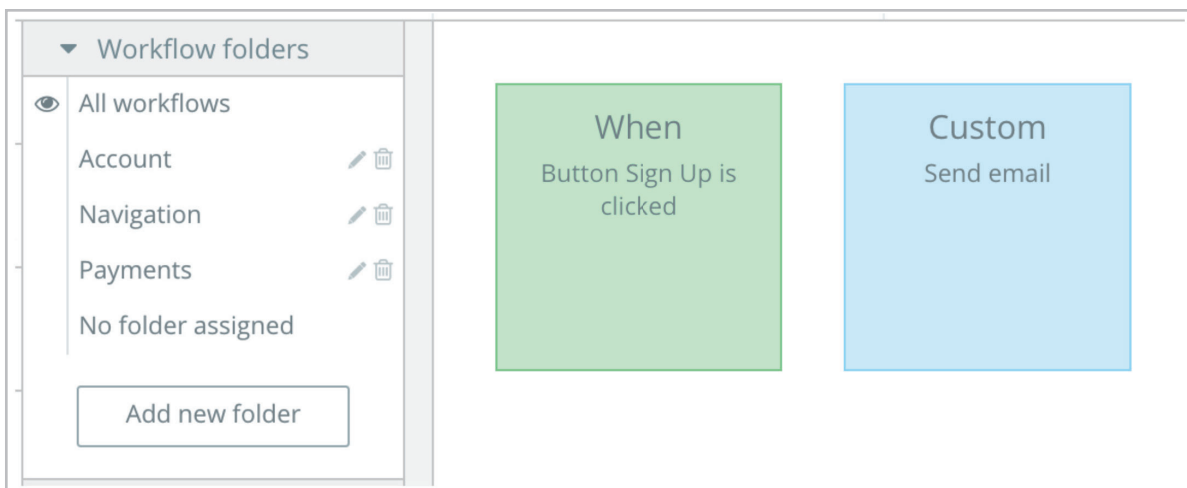 Workflow folders
All workflows
Account
Navigation
Payments
No folder assigned
Add new folder
When
Button Sign Up is
clicked
Custom
Send email